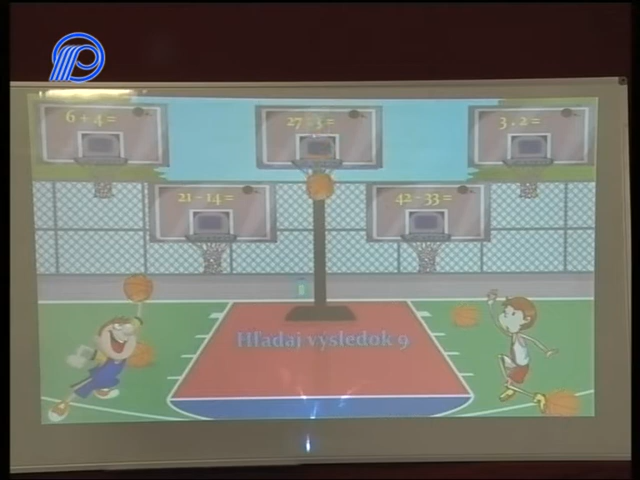 6 + 4 =
27 : 3 =
3 . 2 =
21 - 14 =
42 - 33 =
Hľadaj výsledok 9